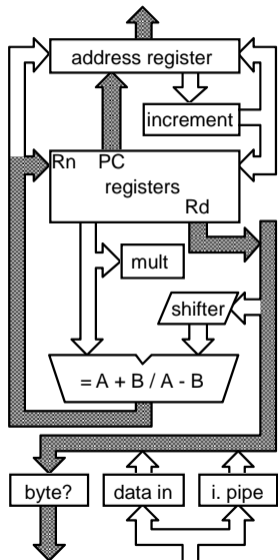 address register
increment
Rn PC
registers
Rd
mult
shifter
= A + B / A - B
byte? data in i. pipe